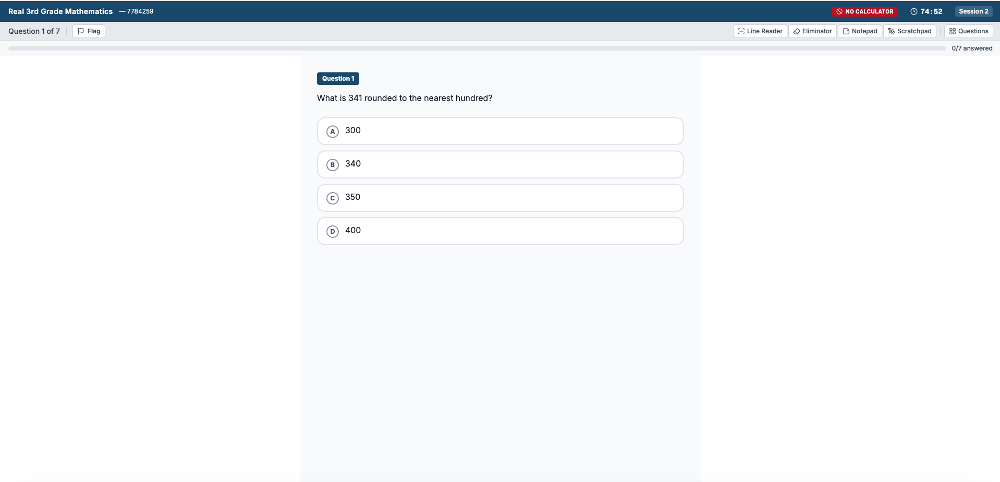 Real 3rd Grade Mathematics — 7784259 NO CALCULATOR 74:52 Session 2
Question 1 of 7 Flag Line Reader Eliminator Notepad Scratchpad Questions
0/7 answered
Question 1
What is 341 rounded to the nearest hundred?
A 300
B 340
C 350
D 400